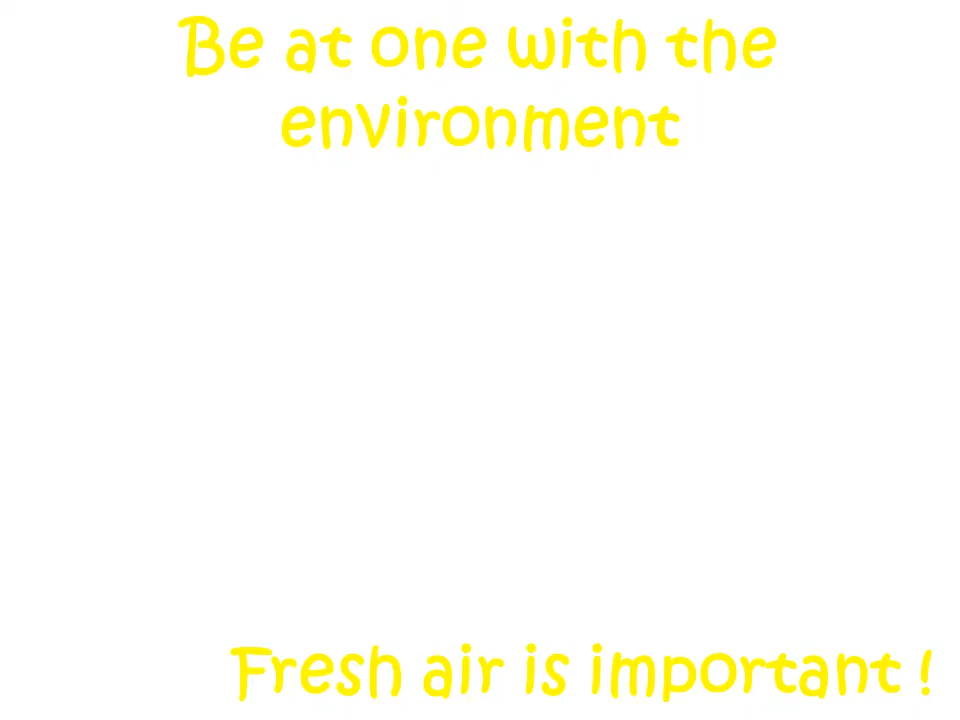 Be at one with the
environment
Fresh air is important !